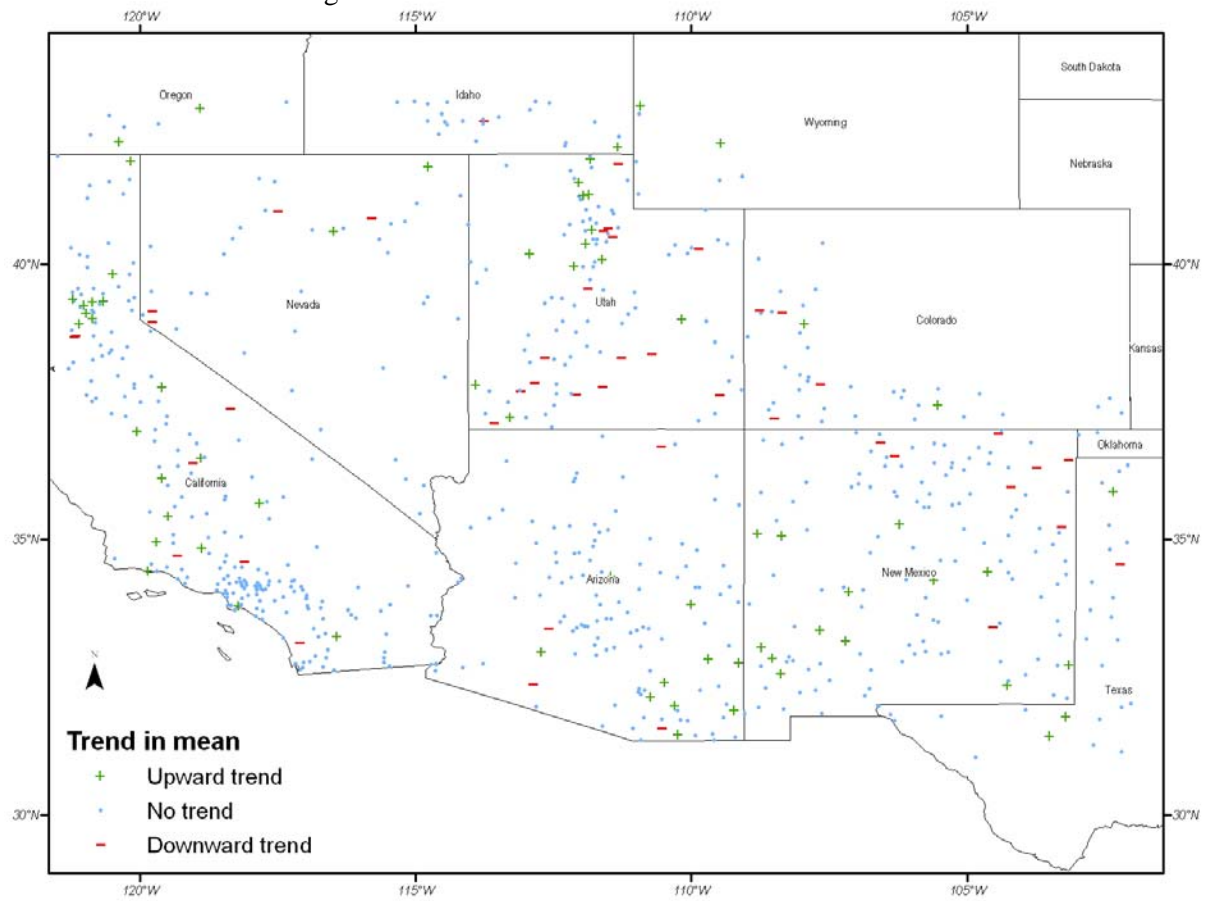 120°W 115°W 110°W 105°W
South Dakota
Oregon Idaho
Wyoming
Nebraska
40°N 40°N
Nevada Utah
Colorado
Kansas
Oklahoma
California
35°N 35°N
Arizona New Mexico
Texas
N
Trend in mean
+ Upward trend
No trend
- Downward trend
30°N 30°N
120°W 115°W 110°W 105°W